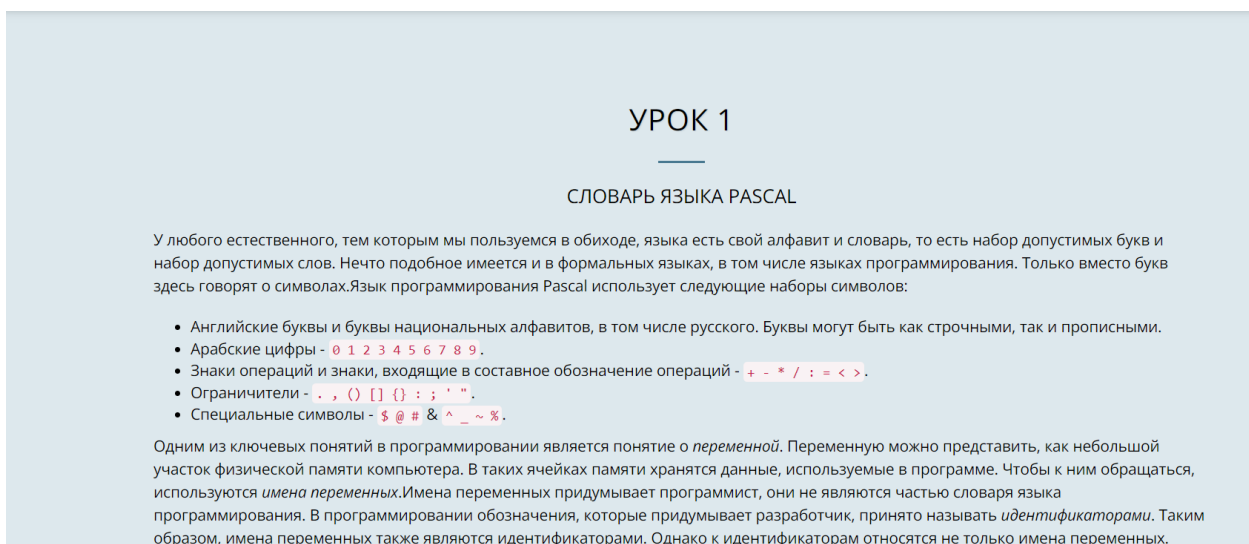 УРОК 1
СЛОВАРЬ ЯЗЫКА PASCAL
У любого естественного, тем которым мы пользуемся в обиходе, языка есть свой алфавит и словарь, то есть набор допустимых букв и
набор допустимых слов. Нечто подобное имеется и в формальных языках, в том числе языках программирования. Только вместо букв
здесь говорят о символах.Язык программирования Pascal использует следующие наборы символов:
• Английские буквы и буквы национальных алфавитов, в том числе русского. Буквы могут быть как строчными, так и прописными.
• Арабские цифры - 0 1 2 3 4 5 6 7 8 9.
• Знаки операций и знаки, входящие в составное обозначение операций - + - * / : = < >.
• Ограничители - . , () [] {} : ; ' ".
• Специальные символы - $ @ # & ^ _ ~ %.
Одним из ключевых понятий в программировании является понятие о переменной. Переменную можно представить, как небольшой
участок физической памяти компьютера. В таких ячейках памяти хранятся данные, используемые в программе. Чтобы к ним обращаться,
используются имена переменных.Имена переменных придумывает программист, они не являются частью словаря языка
программирования. В программировании обозначения, которые придумывает разработчик, принято называть идентификаторами. Таким
образом, имена переменных также являются идентификаторами. Однако к идентификаторам относятся не только имена переменных.